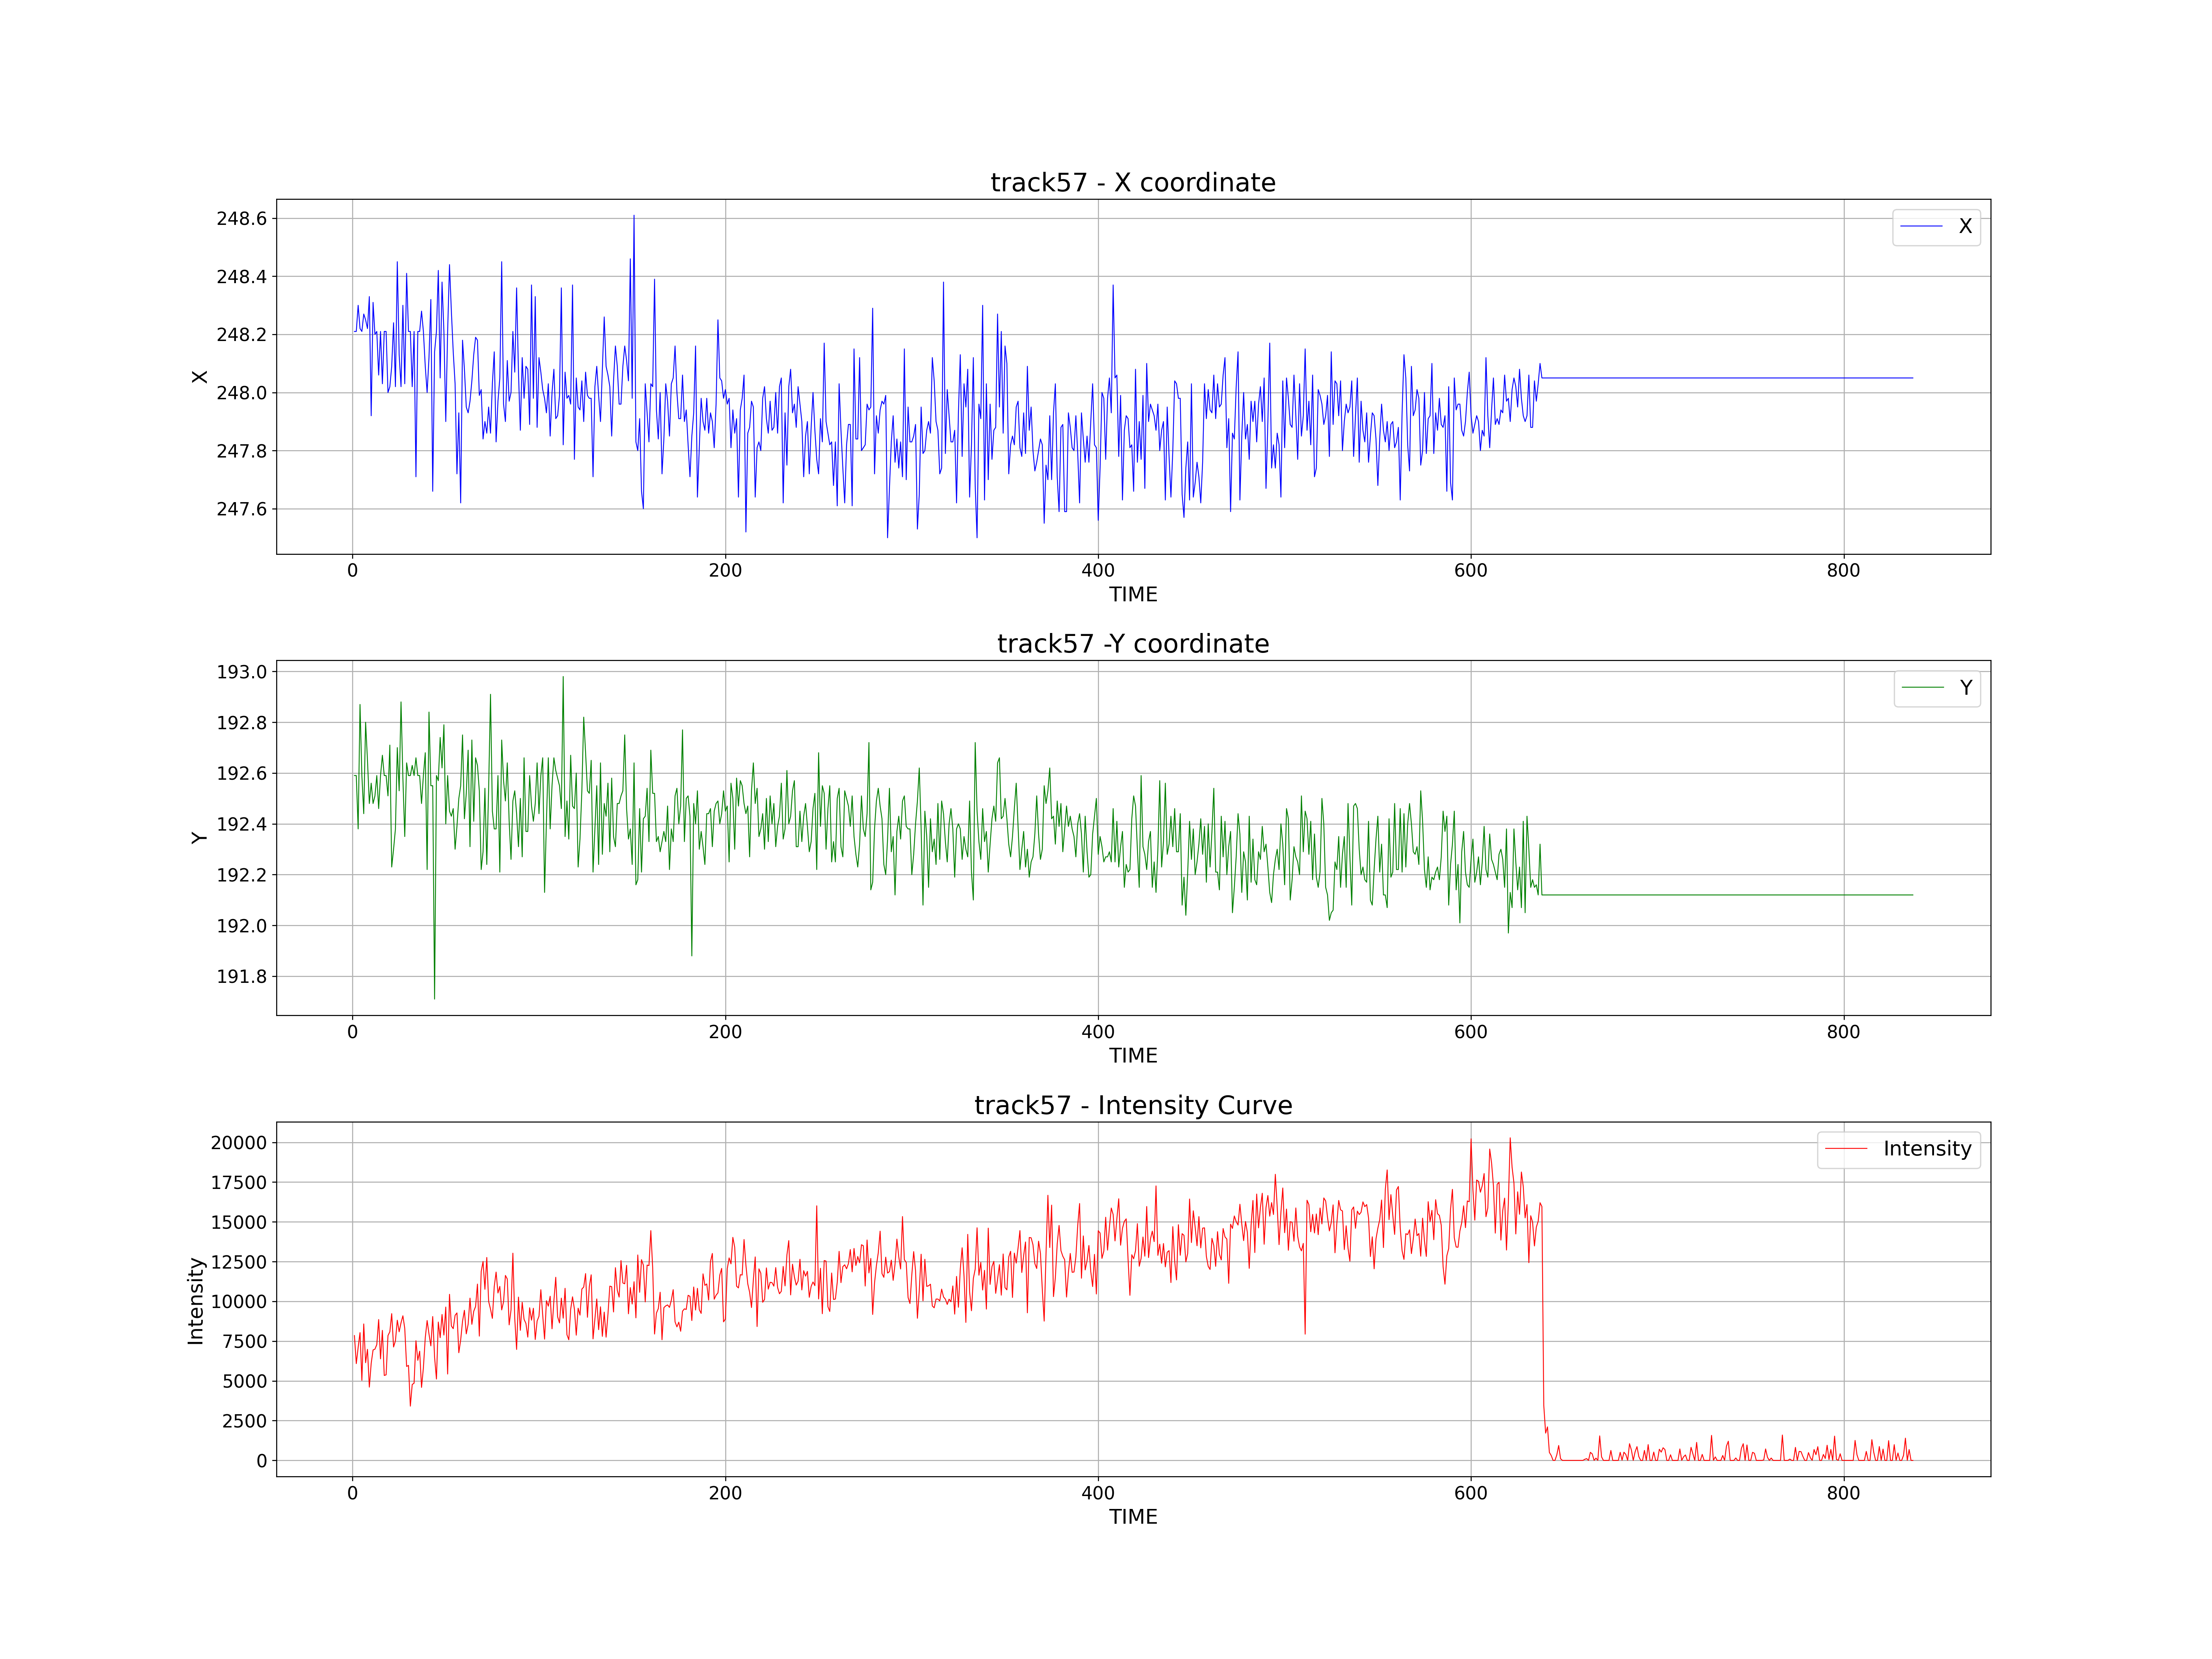 track57 - X coordinate
X
248.6
248.4
248.2
248.0
247.8
247.6
X
0 200 400 600 800
TIME
track57 -Y coordinate
Y
193.0
192.8
192.6
192.4
192.2
192.0
191.8
Y
0 200 400 600 800
TIME
track57 - Intensity Curve
Intensity
20000
17500
15000
12500
10000
7500
5000
2500
0
Intensity
0 200 400 600 800
TIME